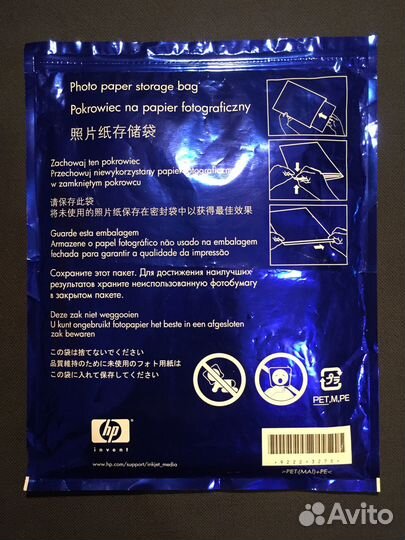 Photo paper storage bag
Pokrowiec na papier fotograficzny
照片纸存储袋
Zachowaj ten pokrowiec
Przechowuj niewykorzystany papier fotograficzny
w zamkniętym pokrowcu
请保存此袋
将未使用的照片纸保存在密封袋中以获得最佳效果
Guarde esta embalagem
Armazene o papel fotográfico não usado na embalagem
fechada para garantir a qualidade da impressão
Сохраните этот пакет. Для достижения наилучших
результатов храните неиспользованную фотобумагу
в закрытом пакете.
Deze zak niet weggooien
U kunt ongebruikt fotopapier het beste in een afgesloten
zak bewaren
この袋は捨てないでください
品質維持のために未使用のフォト用紙は
この袋に入れて保存してください
プラ
PET,M,PE
hp
invent
www.hp.com/support/inkjet_media
>PET-(MAl)+PE<
Avito